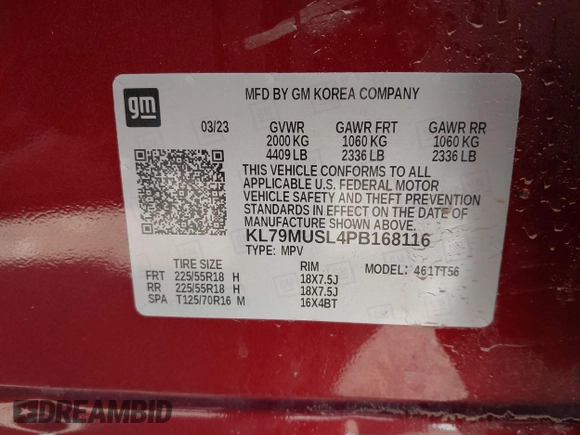 gm
MFD BY GM KOREA COMPANY
03/23 GVWR GAWR FRT GAWR RR
2000 KG 1060 KG 1060 KG
4409 LB 2336 LB 2336 LB
THIS VEHICLE CONFORMS TO ALL
APPLICABLE U.S. FEDERAL MOTOR
VEHICLE SAFETY AND THEFT PREVENTION
STANDARDS IN EFFECT ON THE DATE OF
MANUFACTURE SHOWN ABOVE.
KL79MUSL4PB168116
TYPE: MPV
TIRE SIZE RIM MODEL: 461TT56
FRT 225/55R18 H 18X7.5J
RR 225/55R18 H 18X7.5J
SPA T125/70R16 M 16X4BT
DREAMBID